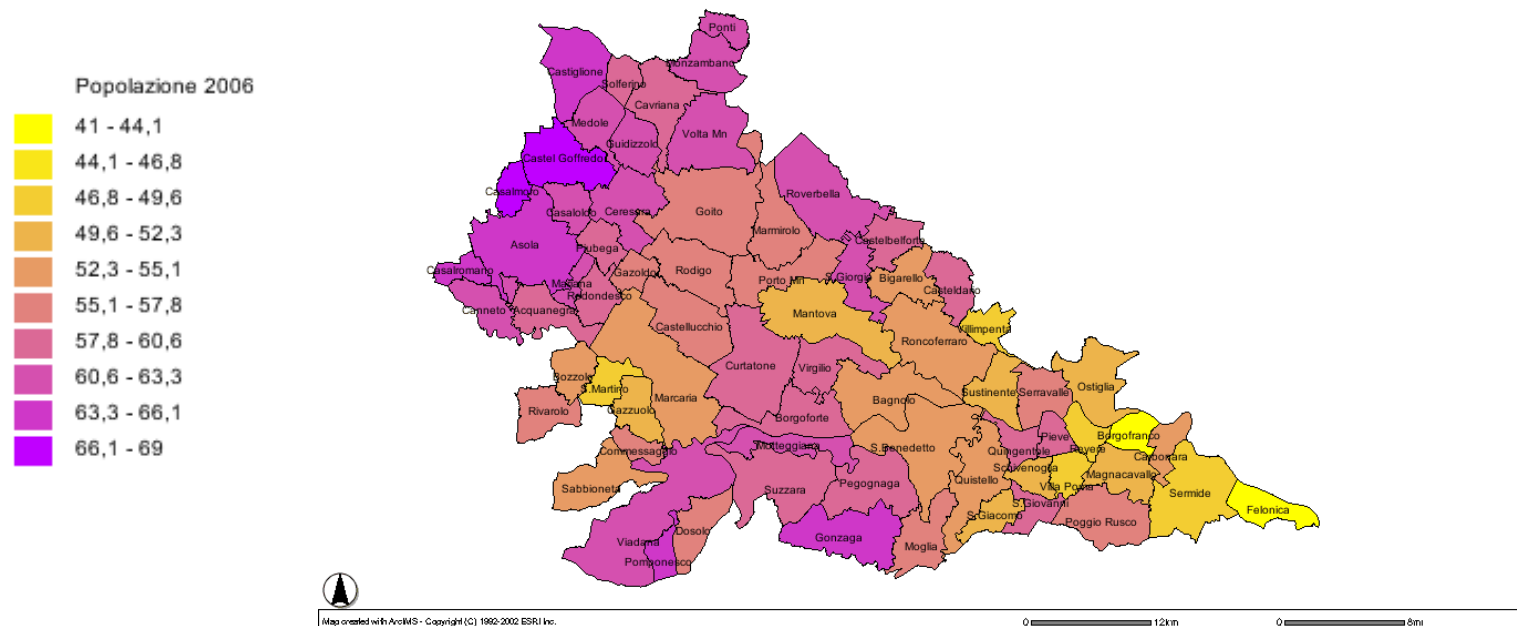 Popolazione 2006
41 - 44,1
44,1 - 46,8
46,8 - 49,6
49,6 - 52,3
52,3 - 55,1
55,1 - 57,8
57,8 - 60,6
60,6 - 63,3
63,3 - 66,1
66,1 - 69
Ponti
Monzambano
Castiglione
Solferino
Cavriana
Medole
Volta Mn
Guidizzolo
Castel Goffredo
Casalmoro
Roverbella
Casaloldo
Ceresara
Goito
Marmirolo
Castelbelforte
Asola
Piubega
Casalromano
Gazoldo
Rodigo
Porto Mn
S.Giorgio
Bigarello
Casteldario
Mariana
Redondesco
Canneto
Acquanegra
Mantova
Castellucchio
Villimpenta
Roncoferraro
Curtatone
Virgilio
Bozzolo
S.Martino
Marcaria
Bagnolo
Sustinente
Serravalle
Ostiglia
Rivarolo
Gazzuolo
Borgoforte
Pieve
Borgofranco
Commessaggio
Motteggiana
S.Benedetto
Quingentole
Revere
Carbonara
Schivenoglia
Magnacavallo
Sabbioneta
Suzzara
Pegognaga
Quistello
Villa Poma
Sermide
S.Giovanni
S.Giacomo
Poggio Rusco
Felonica
Dosolo
Viadana
Gonzaga
Moglia
Pomponesco
Map created with ArcIMS - Copyright (C) 1992-2002 ESRI Inc.
0 12km
0 8mi